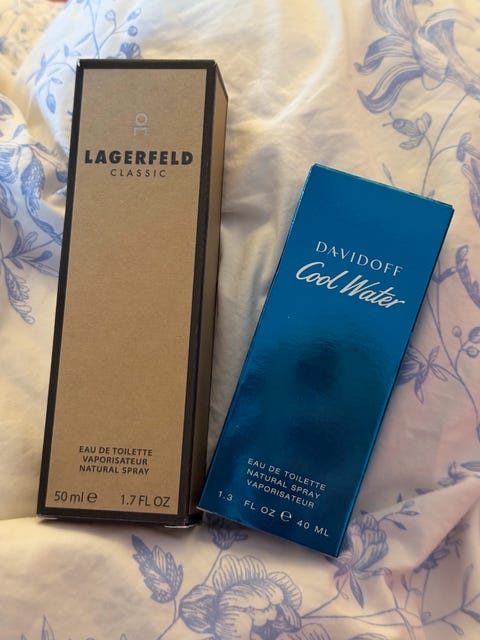 LAGERFELD
CLASSIC
EAU DE TOILETTE
VAPORISATEUR
NATURAL SPRAY
50 ml ℮ 1.7 FL OZ
DAVIDOFF
Cool Water
EAU DE TOILETTE
NATURAL SPRAY
VAPORISATEUR
1.3 FL OZ ℮ 40 ML